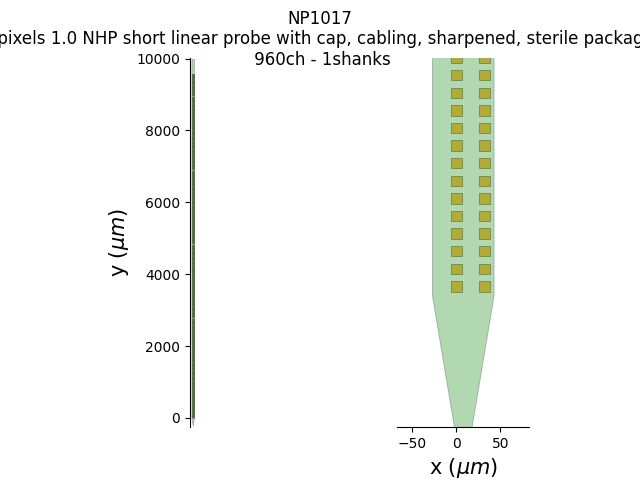 NP1017
pixels 1.0 NHP short linear probe with cap, cabling, sharpened, sterile packag
960ch - 1shanks
10000
8000
6000
4000
2000
0
y (μm)
−50 0 50
x (μm)